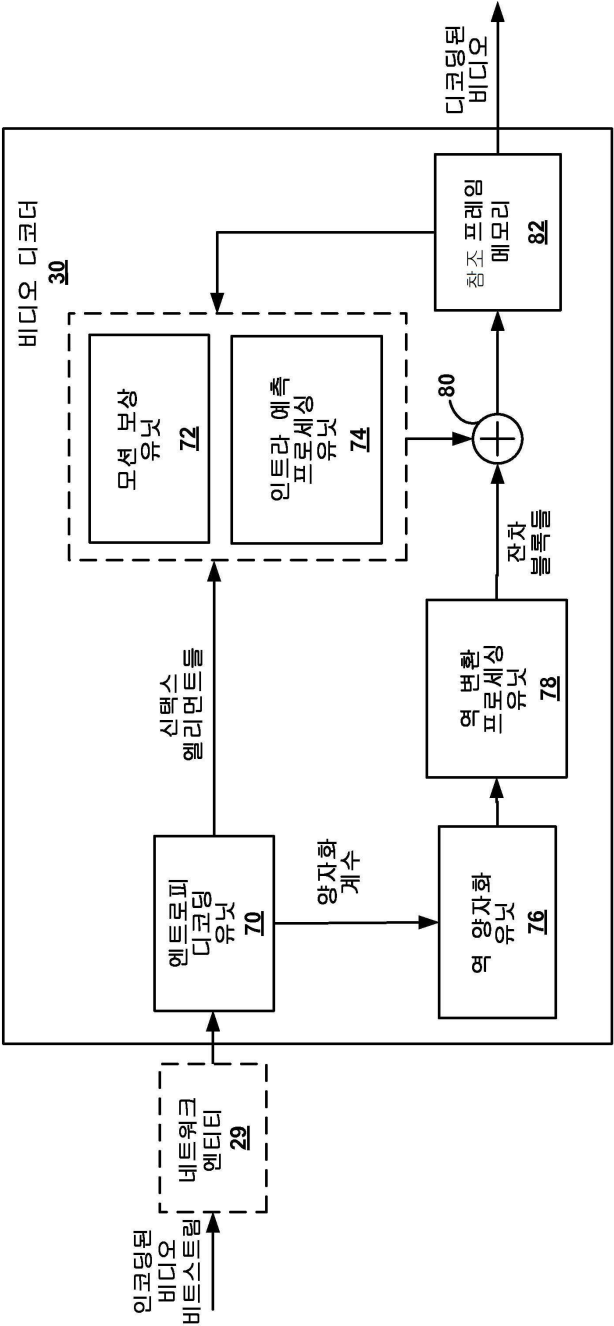 비디오 디코더
30
인코딩된
비디오
비트스트림
네트워크
엔티티
29
엔트로피
디코딩
유닛
70
신택스
엘리먼트들
모션 보상
유닛
72
인트라 예측
프로세싱
유닛
74
양자화
계수
역 양자화
유닛
76
역 변환
프로세싱
유닛
78
잔차
블록들
80
참조 프레임
메모리
82
디코딩된
비디오